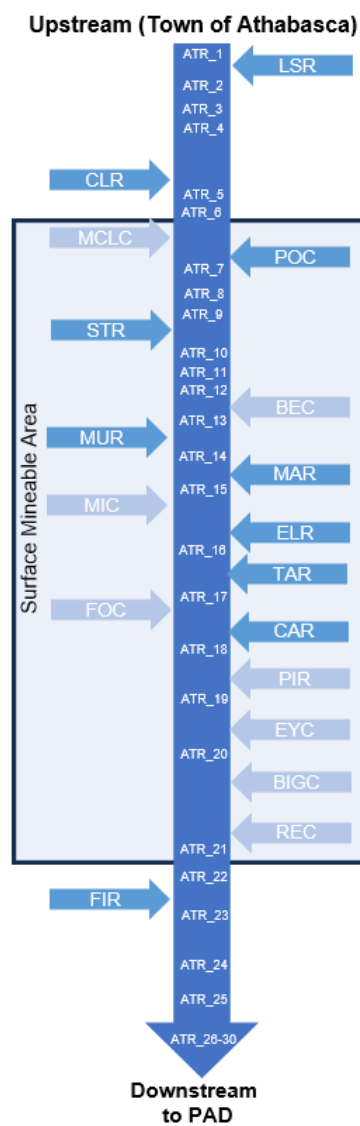 Upstream (Town of Athabasca)
ATR_1
LSR
ATR_2
ATR_3
ATR_4
CLR
ATR_5
ATR_6
MCLC
POC
ATR_7
ATR_8
ATR_9
STR
ATR_10
ATR_11
ATR_12
BEC
ATR_13
MUR
ATR_14
MAR
ATR_15
MIC
ELR
ATR_16
TAR
ATR_17
FOC
CAR
ATR_18
PIR
ATR_19
EYC
ATR_20
BIGC
REC
ATR_21
Surface Mineable Area
ATR_22
FIR
ATR_23
ATR_24
ATR_25
ATR_26-30
Downstream
to PAD